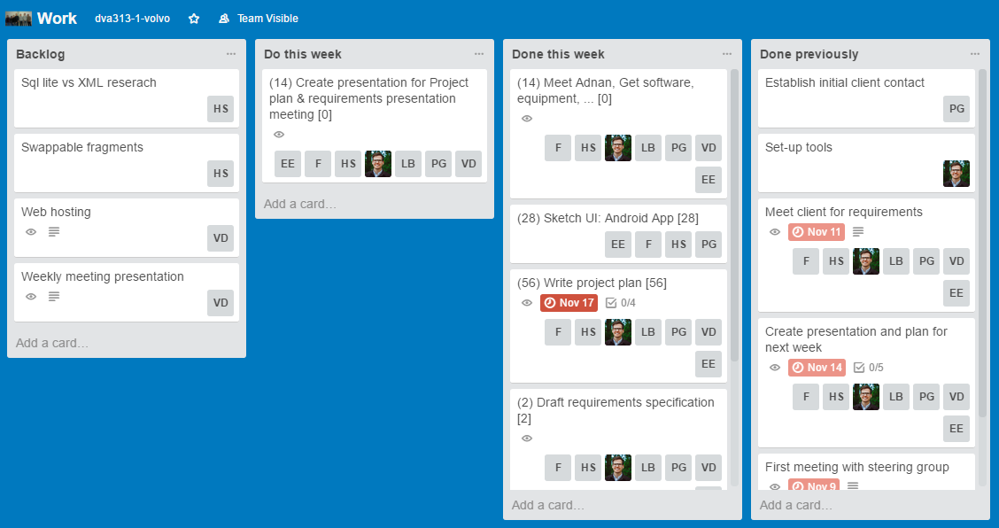 Work dva313-1-volvo Team Visible
Backlog ...
Sql lite vs XML reserach
HS
Swappable fragments
HS
Web hosting
VD
Weekly meeting presentation
VD
Add a card...
Do this week ...
(14) Create presentation for Project
plan & requirements presentation
meeting [0]
EE F HS LB PG VD
Add a card...
Done this week ...
(14) Meet Adnan, Get software,
equipment, ... [0]
F HS LB PG VD
EE
(28) Sketch UI: Android App [28]
EE F HS PG
(56) Write project plan [56]
Nov 17 0/4
F HS LB PG VD
EE
(2) Draft requirements specification
[2]
F HS LB PG VD
Add a card...
Done previously ...
Establish initial client contact
PG
Set-up tools
Meet client for requirements
Nov 11
F HS LB PG VD
EE
Create presentation and plan for
next week
Nov 14 0/5
F HS LB PG VD
EE
First meeting with steering group
Nov 9
Add a card...